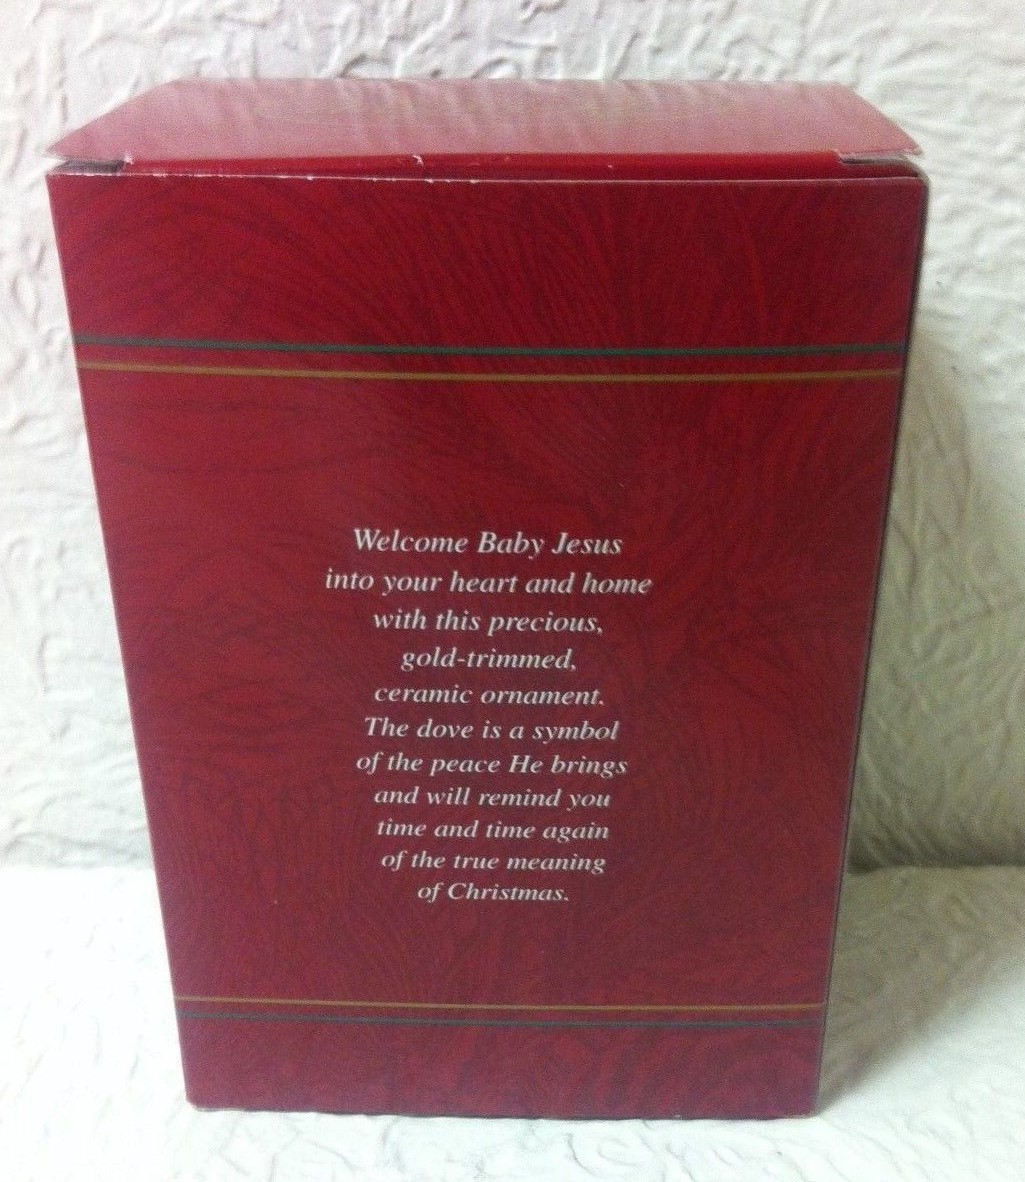 Welcome Baby Jesus
into your heart and home
with this precious,
gold-trimmed,
ceramic ornament.
The dove is a symbol
of the peace He brings
and will remind you
time and time again
of the true meaning
of Christmas.